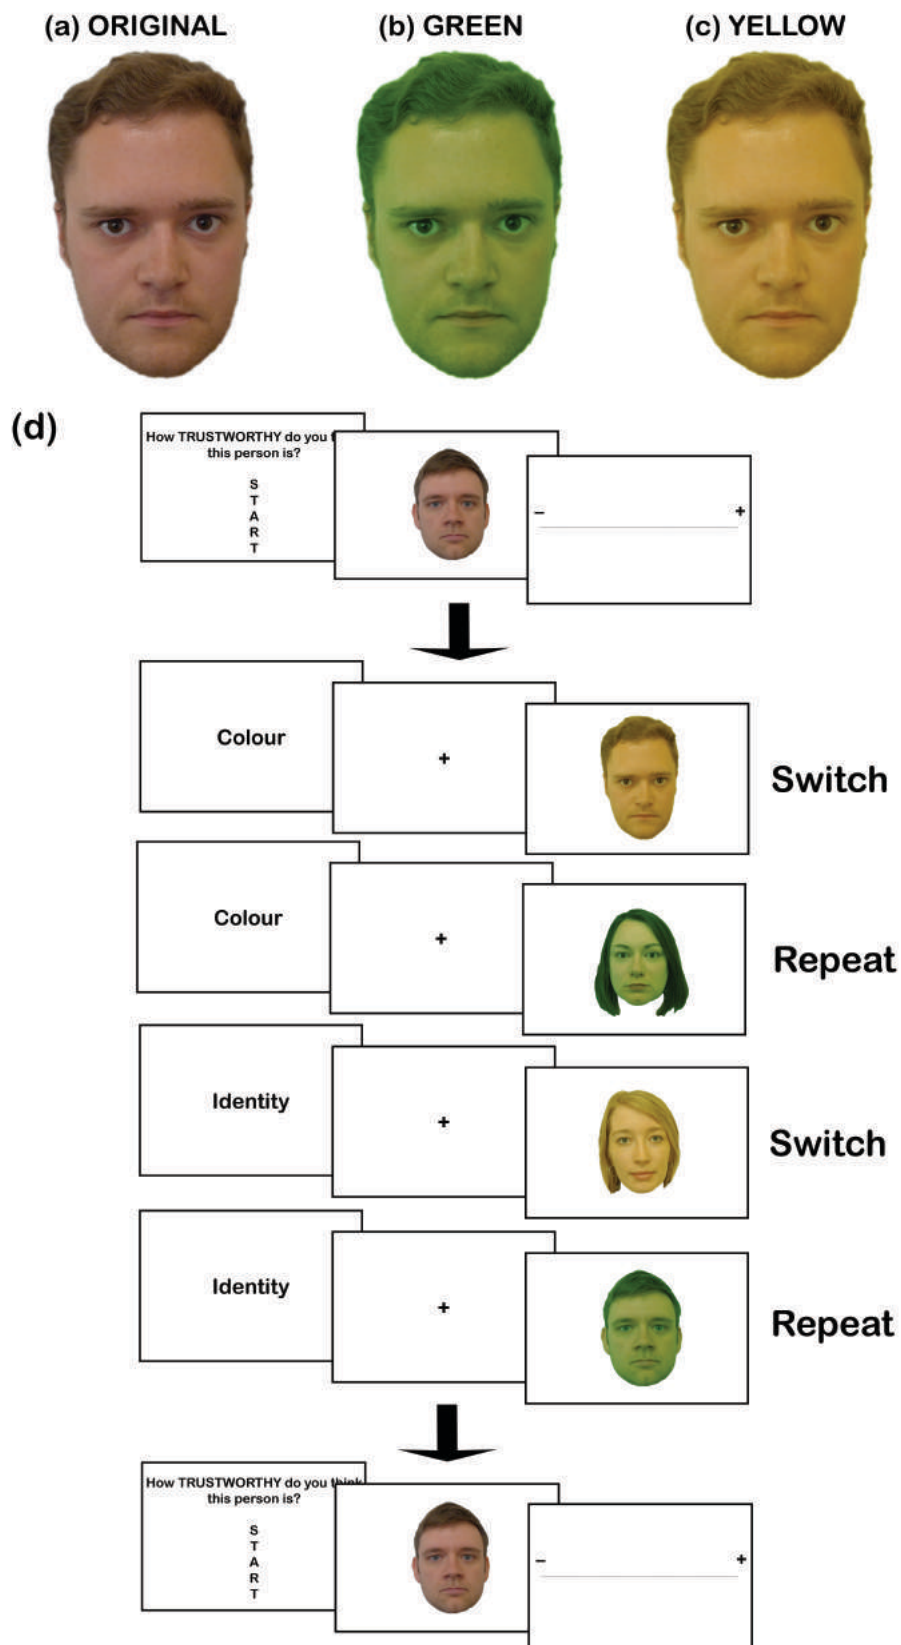 (a) ORIGINAL
(b) GREEN
(c) YELLOW
(d)
How TRUSTWORTHY do you
this person is?
S
T
A
R
T
–
+
Colour
+
Switch
Colour
+
Repeat
Identity
+
Switch
Identity
+
Repeat
How TRUSTWORTHY do you think
this person is?
S
T
A
R
T
–
+